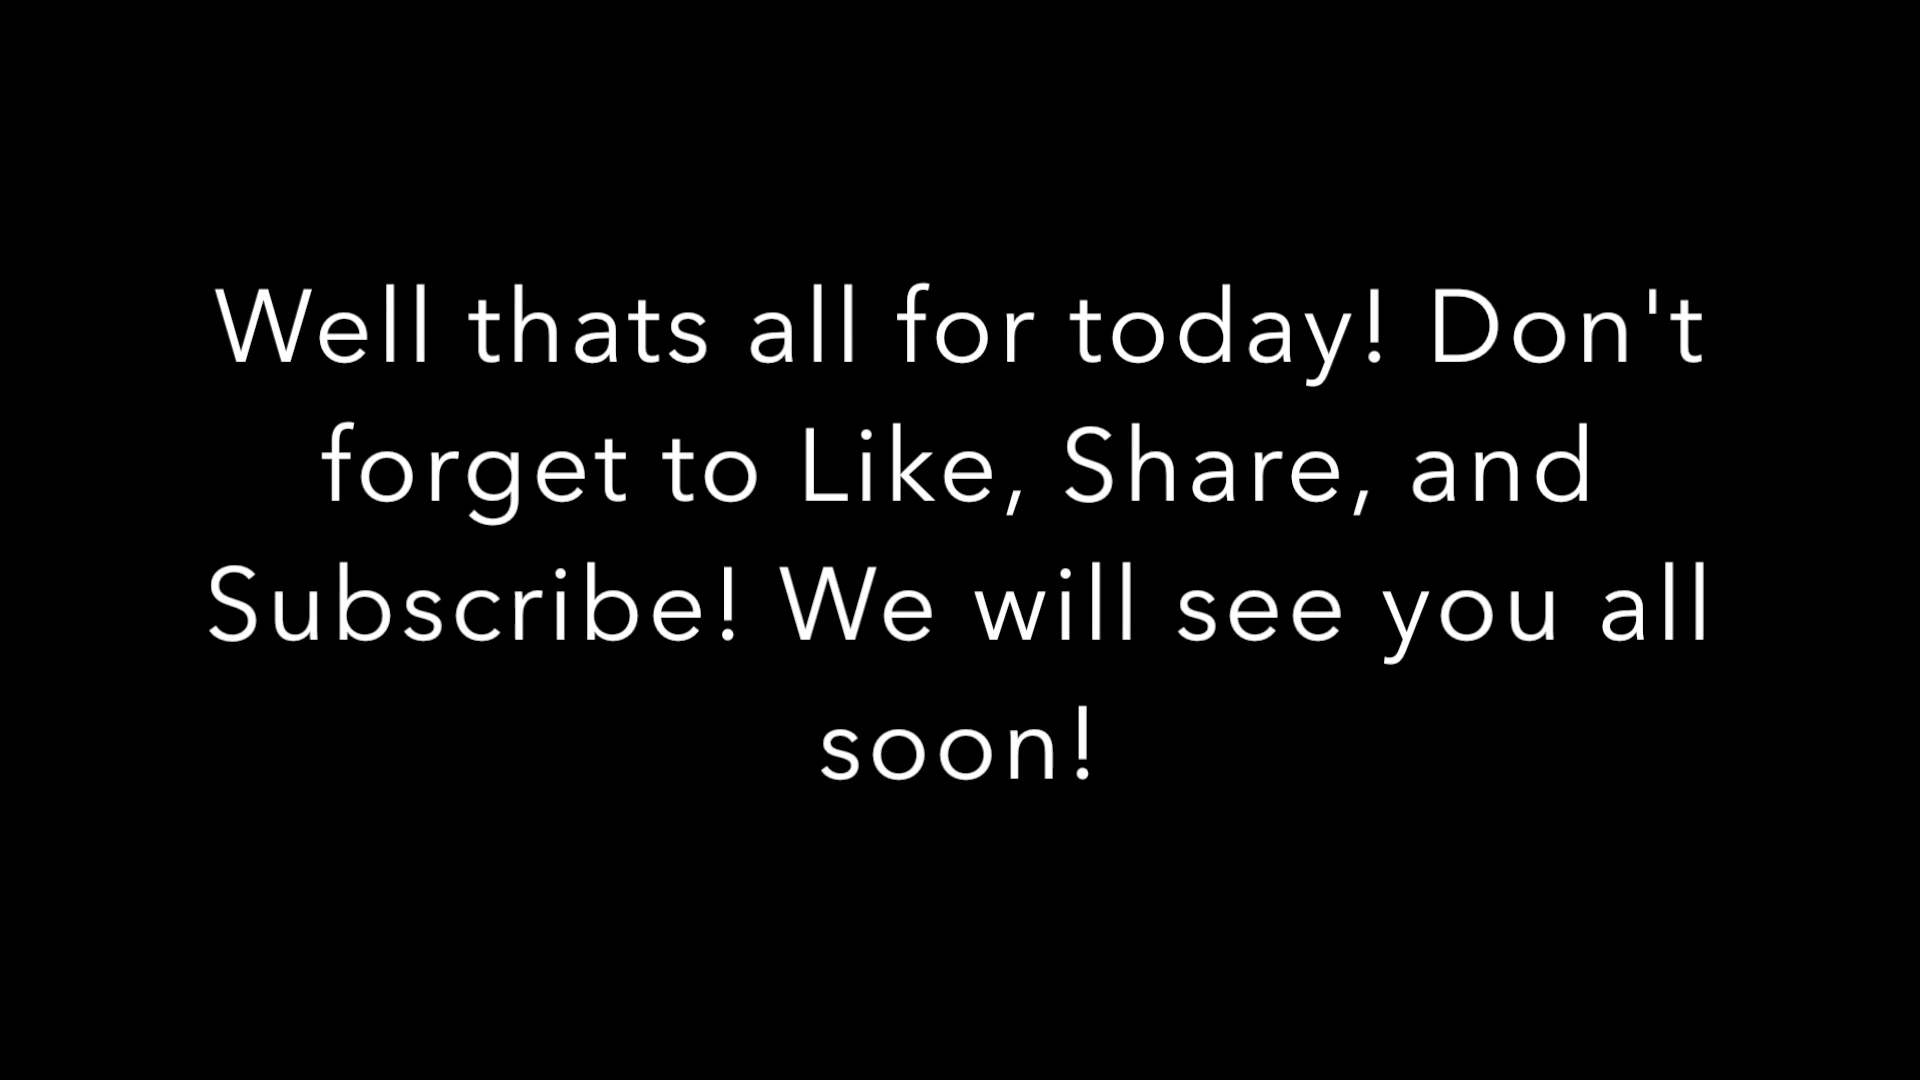 Well thats all for today! Don't
forget to Like, Share, and
Subscribe! We will see you all
soon!